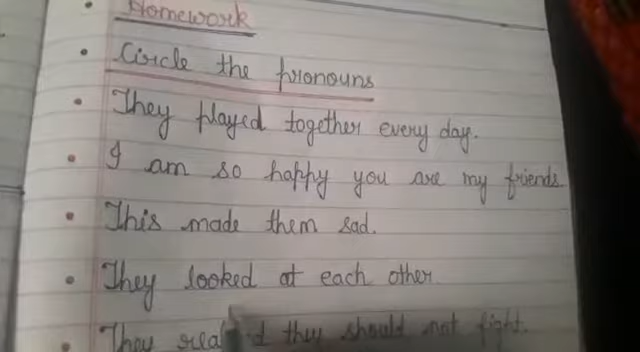 Homework
Circle the pronouns
They played together every day.
I am so happy you are my friends
This made them sad.
They looked at each other
They they should not fight.